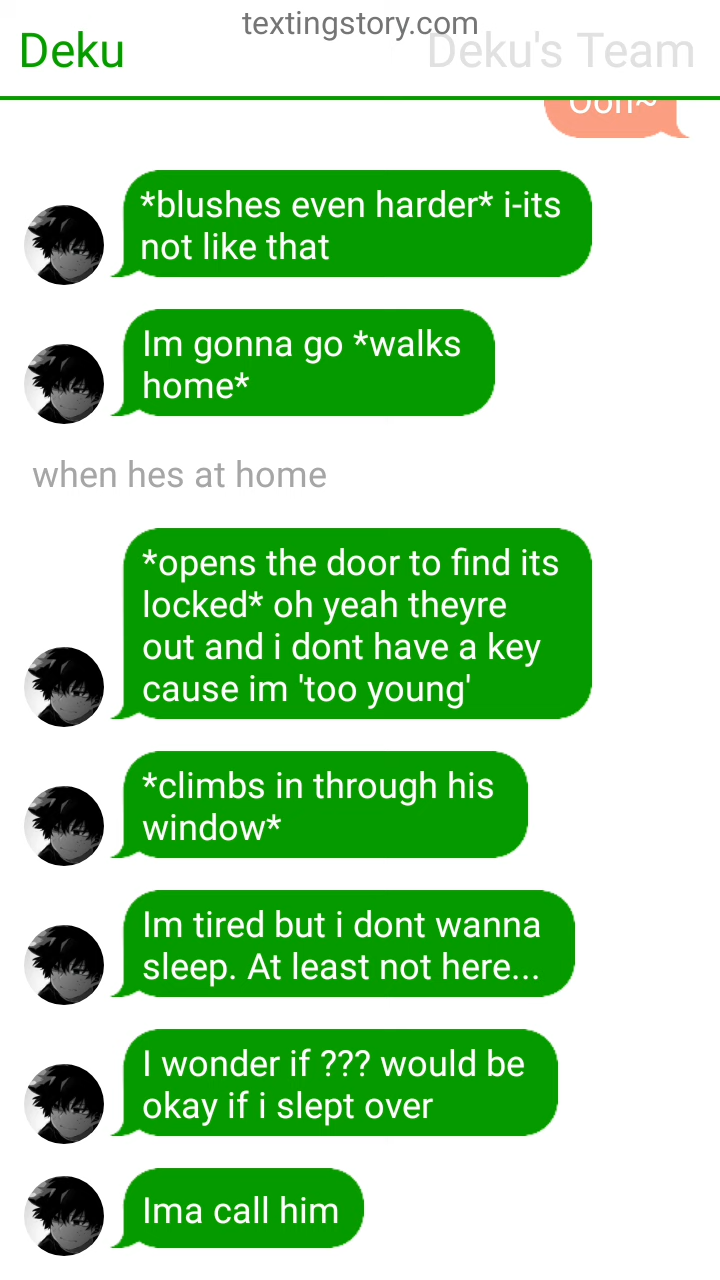 textingstory.com
Deku
Deku's Team
Ooh~
*blushes even harder* i-its
not like that
Im gonna go *walks
home*
when hes at home
*opens the door to find its
locked* oh yeah theyre
out and i dont have a key
cause im 'too young'
*climbs in through his
window*
Im tired but i dont wanna
sleep. At least not here...
I wonder if ??? would be
okay if i slept over
Ima call him